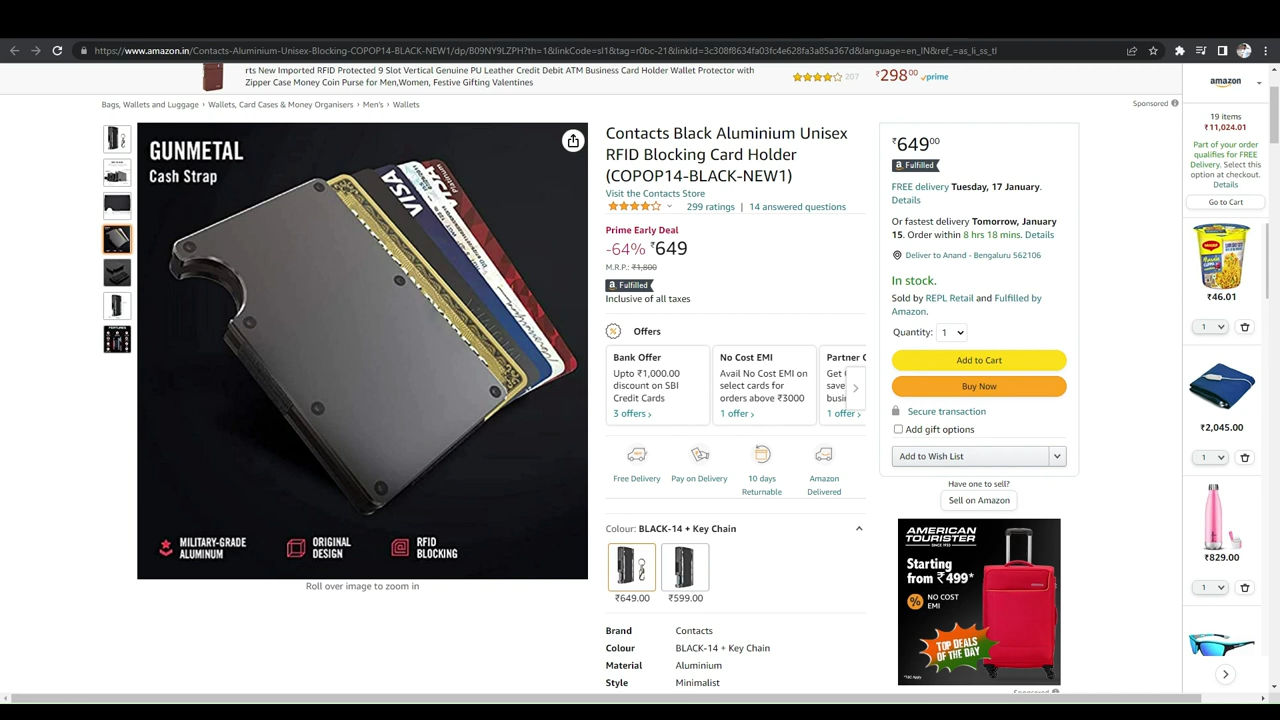 https://www.amazon.in/Contacts-Aluminium-Unisex-Blocking-COPOP14-BLACK-NEW1/dp/B09NY9LZPH?th=1&linkCode=sl1&tag=r0bc-21&linkId=3c308f8634fa03fc4e628fa3a85a367d&language=en_IN&ref_=as_li_ss_tl
rts New Imported RFID Protected 9 Slot Vertical Genuine PU Leather Credit Debit ATM Business Card Holder Wallet Protector with
Zipper Case Money Coin Purse for Men,Women, Festive Gifting Valentines
207
₹29800 prime
Bags, Wallets and Luggage › Wallets, Card Cases & Money Organisers › Men's › Wallets
Sponsored
GUNMETAL
Cash Strap
VISA
VISA
MILITARY-GRADE
ALUMINUM
ORIGINAL
DESIGN
RFID
BLOCKING
Roll over image to zoom in
Contacts Black Aluminium Unisex
RFID Blocking Card Holder
(COPOP14-BLACK-NEW1)
Visit the Contacts Store
299 ratings | 14 answered questions
Prime Early Deal
-64% ₹649
M.R.P.: ₹1,800
a Fulfilled
Inclusive of all taxes
Offers
Bank Offer
Upto ₹1,000.00
discount on SBI
Credit Cards
3 offers ›
No Cost EMI
Avail No Cost EMI on
select cards for
orders above ₹3000
1 offer ›
Partner O
Get
save
busin
1 offer ›
Free Delivery
Pay on Delivery
10 days
Returnable
Amazon
Delivered
Colour: BLACK-14 + Key Chain
₹649.00
₹599.00
Brand Contacts
Colour BLACK-14 + Key Chain
Material Aluminium
Style Minimalist
₹64900
a Fulfilled
FREE delivery Tuesday, 17 January.
Details
Or fastest delivery Tomorrow, January
15. Order within 8 hrs 18 mins. Details
Deliver to Anand - Bengaluru 562106
In stock.
Sold by REPL Retail and Fulfilled by
Amazon.
Quantity: 1
Add to Cart
Buy Now
Secure transaction
Add gift options
Add to Wish List
Have one to sell?
Sell on Amazon
AMERICAN
TOURISTER
SINCE 1933
Starting
from ₹499*
% NO COST
EMI
TOP DEALS
OF THE DAY
Sponsored
amazon
19 items
₹11,024.01
Part of your order
qualifies for FREE
Delivery. Select this
option at checkout.
Details
Go to Cart
MAGGI
₹46.01
1
₹2,045.00
1
₹829.00
1